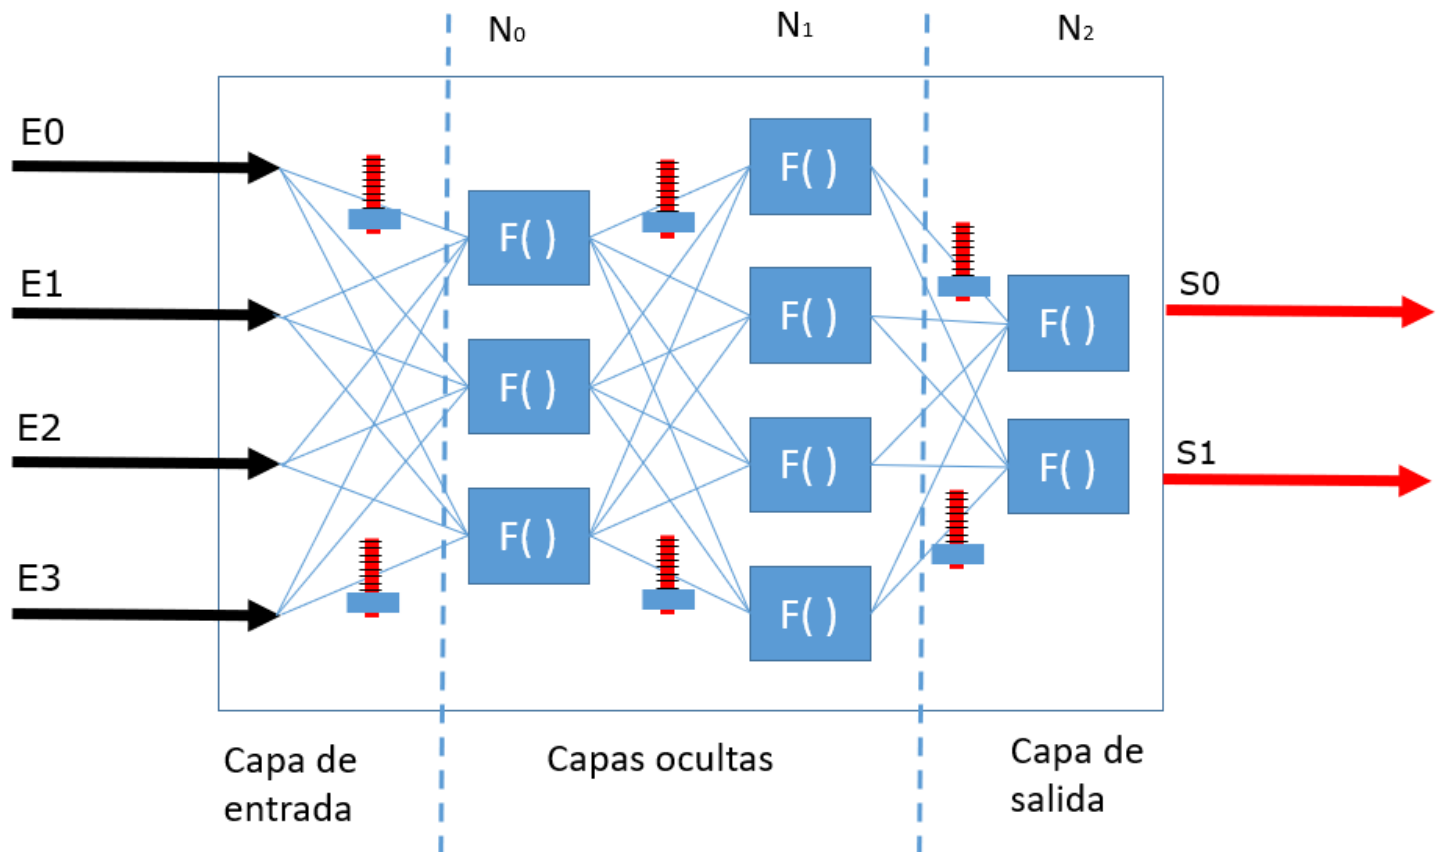 N₀
N₁
N₂
E0
E1
E2
E3
F( )
F( )
F( )
F( )
F( )
F( )
F( )
F( )
F( )
S0
S1
Capa de
entrada
Capas ocultas
Capa de
salida